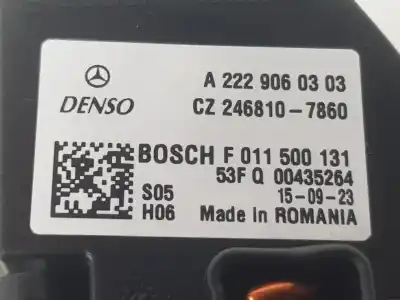 A 222 906 03 03
DENSO CZ 246810-7860
BOSCH F 011 500 131
53F Q 00435264
S05 15-09-23
H06 Made in ROMANIA